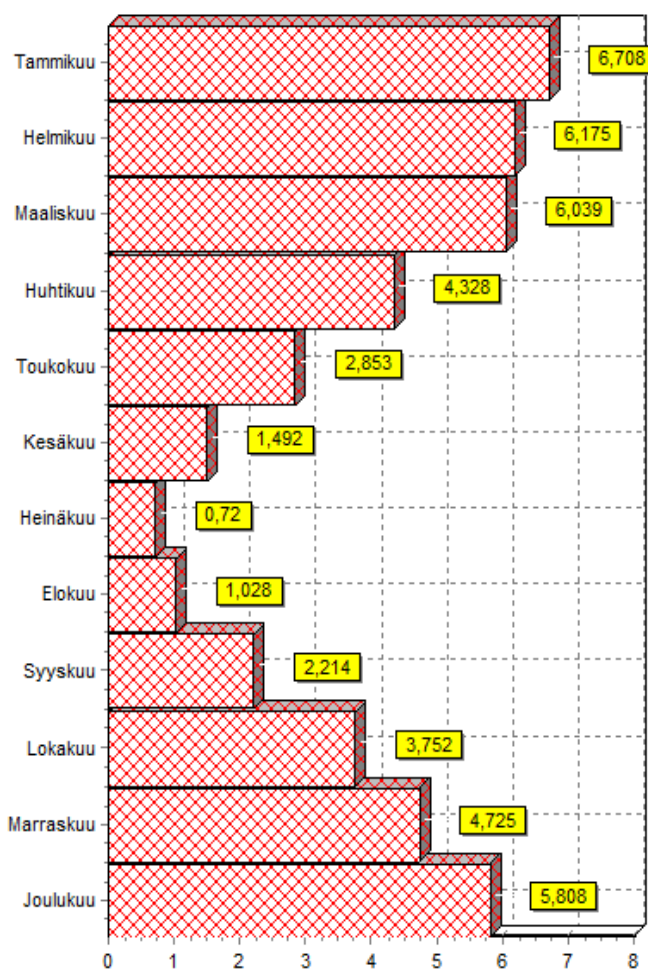 Tammikuu 6,708
Helmikuu 6,175
Maaliskuu 6,039
Huhtikuu 4,328
Toukokuu 2,853
Kesäkuu 1,492
Heinäkuu 0,72
Elokuu 1,028
Syyskuu 2,214
Lokakuu 3,752
Marraskuu 4,725
Joulukuu 5,808
0 1 2 3 4 5 6 7 8